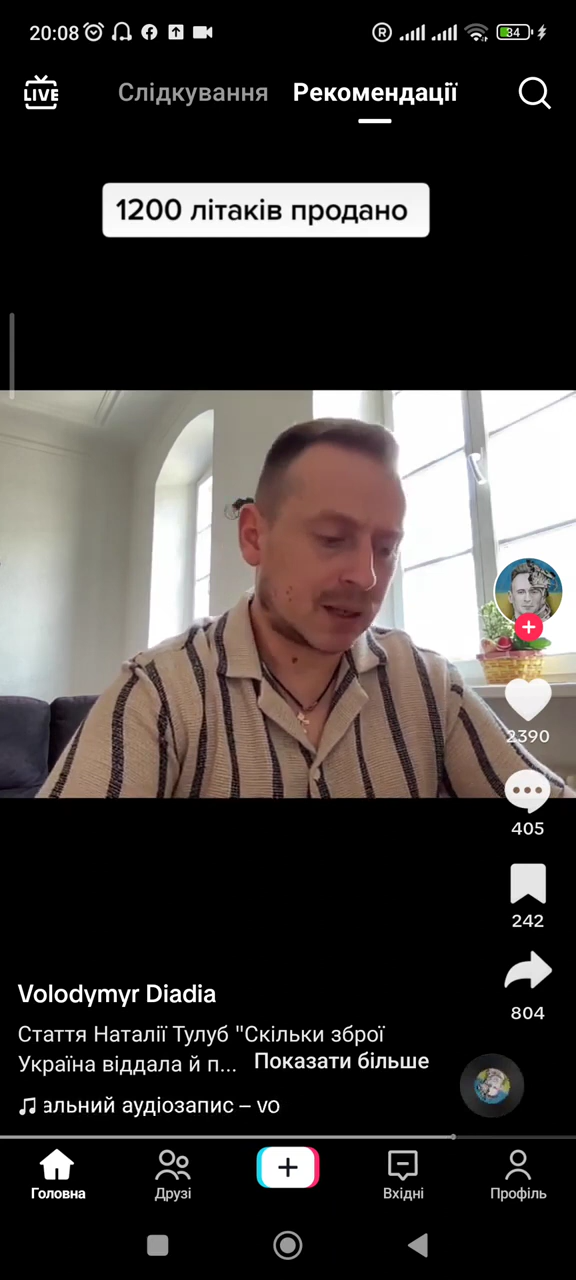 20:08
R
84
LIVE
Слідкування
Рекомендації
1200 літаків продано
2390
405
242
804
Volodymyr Diadia
Стаття Наталії Тулуб "Скільки зброї
Україна віддала й п... Показати більше
альний аудіозапис – vo
Головна
Друзі
Вхідні
Профіль